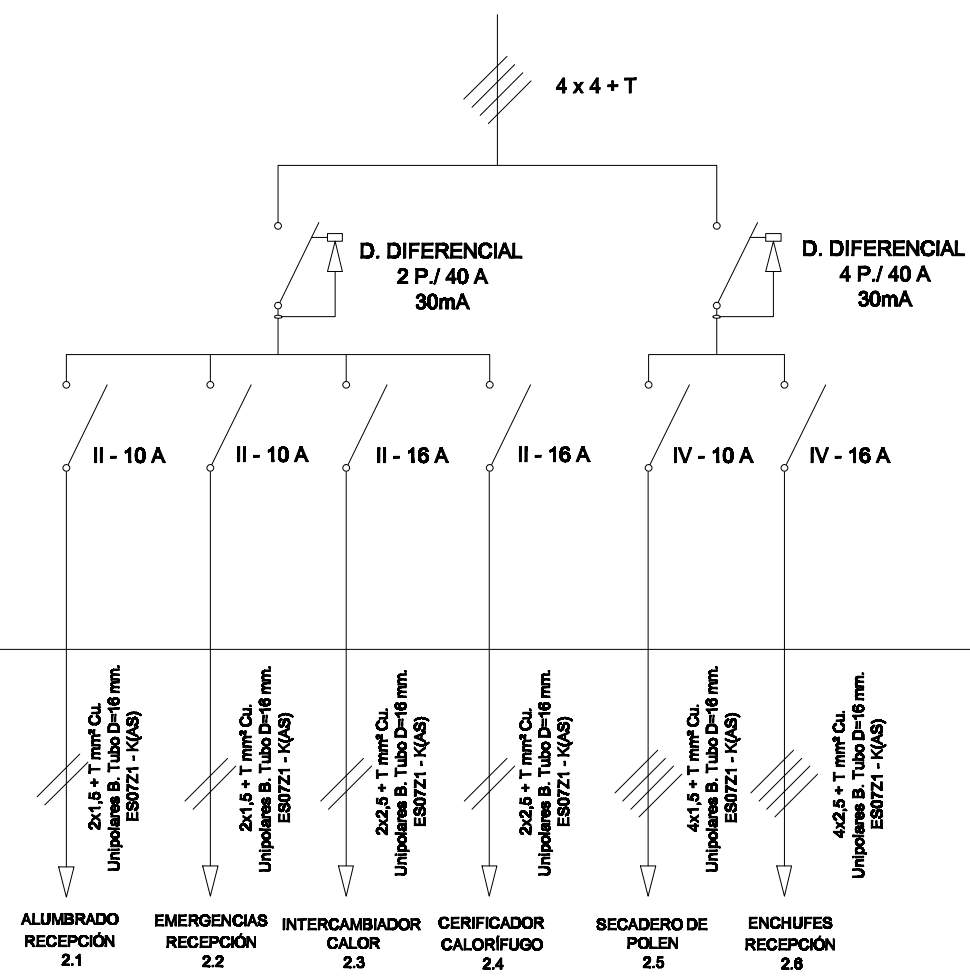 4 x 4 + T
D. DIFERENCIAL
2 P./ 40 A
30mA
D. DIFERENCIAL
4 P./ 40 A
30mA
II - 10 A
II - 10 A
II - 16 A
II - 16 A
IV - 10 A
IV - 16 A
2x1,5 + T mm² Cu.
Unipolares B. Tubo D=16 mm.
ES07Z1 - K(AS)
2x1,5 + T mm² Cu.
Unipolares B. Tubo D=16 mm.
ES07Z1 - K(AS)
2x2,5 + T mm² Cu.
Unipolares B. Tubo D=16 mm.
ES07Z1 - K(AS)
2x2,5 + T mm² Cu.
Unipolares B. Tubo D=16 mm.
ES07Z1 - K(AS)
4x1,5 + T mm² Cu.
Unipolares B. Tubo D=16 mm.
ES07Z1 - K(AS)
4x2,5 + T mm² Cu.
Unipolares B. Tubo D=16 mm.
ES07Z1 - K(AS)
ALUMBRADO
RECEPCIÓN
2.1
EMERGENCIAS
RECEPCIÓN
2.2
INTERCAMBIADOR
CALOR
2.3
CERIFICADOR
CALORÍFUGO
2.4
SECADERO DE
POLEN
2.5
ENCHUFES
RECEPCIÓN
2.6